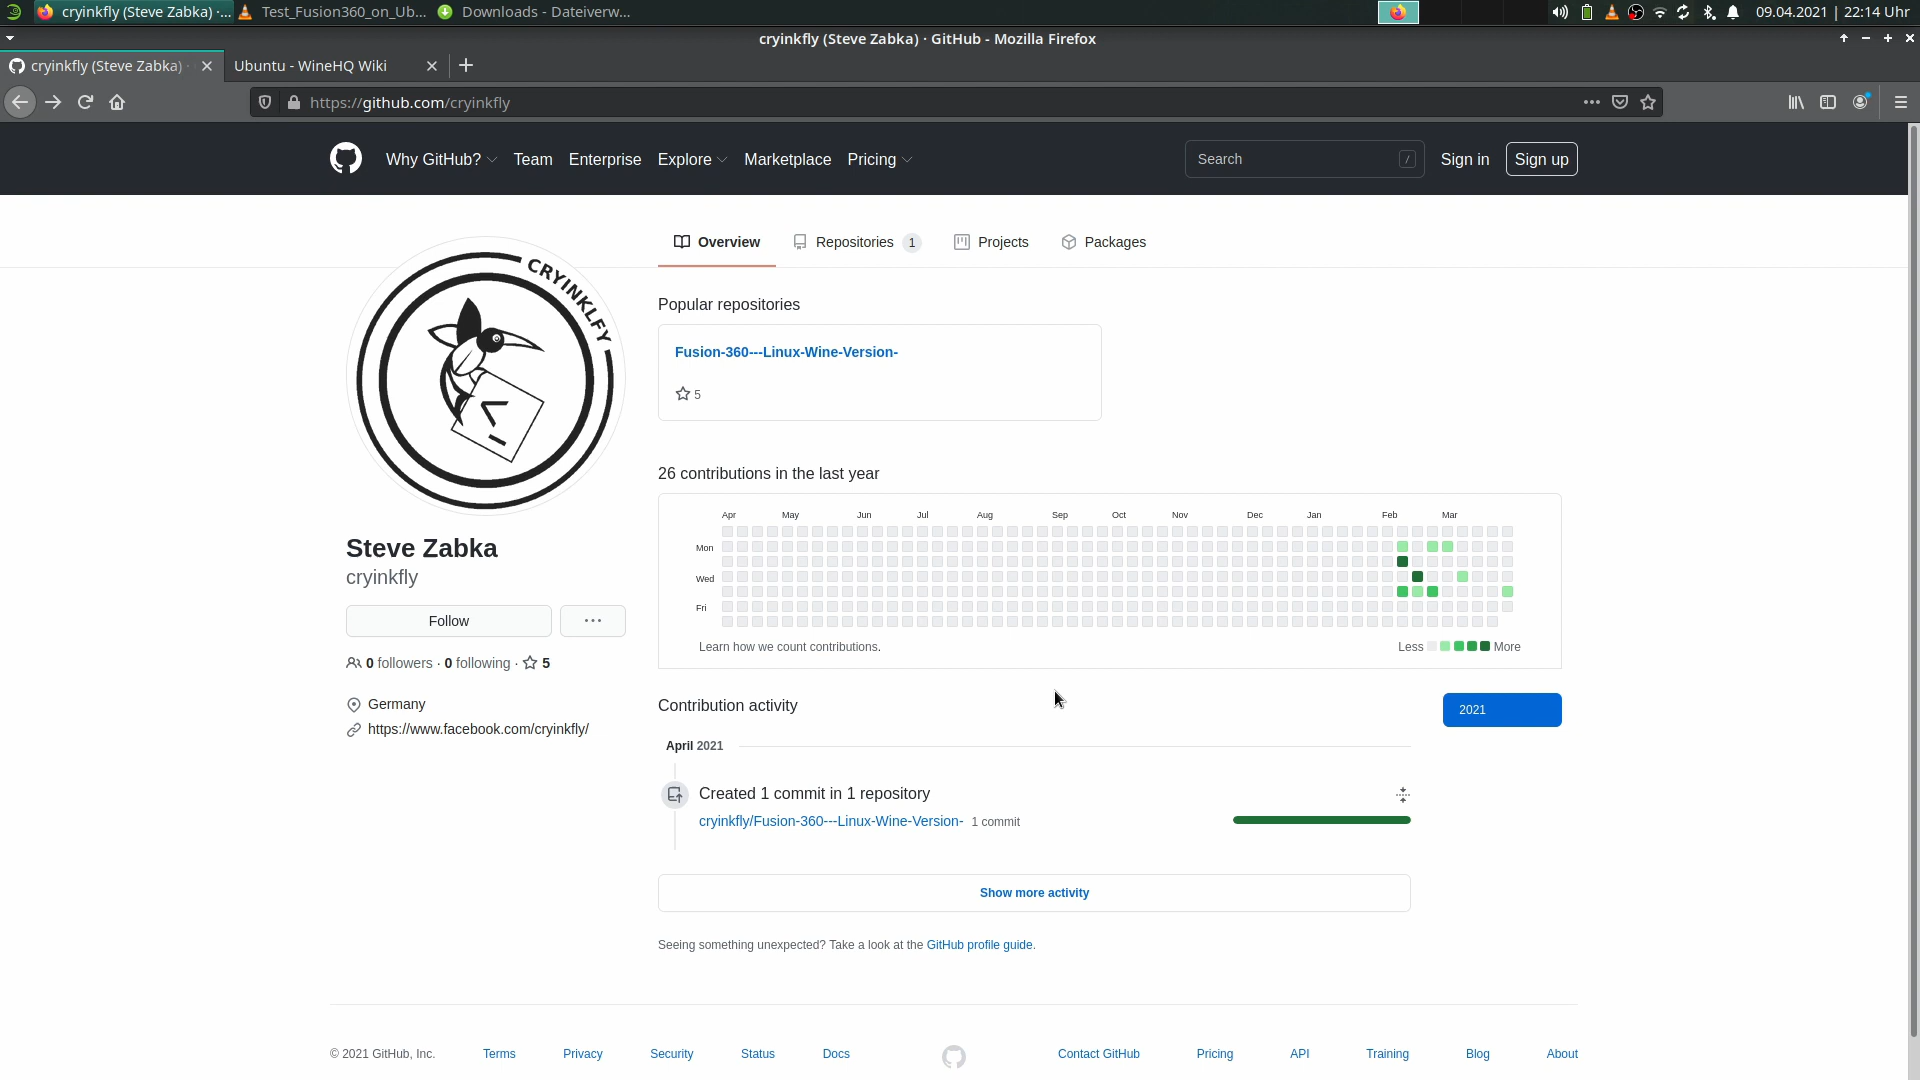 cryinkfly (Steve Zabka) ·... Test_Fusion360_on_Ub... Downloads - Dateiverw... 09.04.2021 | 22:14 Uhr
cryinkfly (Steve Zabka) · GitHub - Mozilla Firefox
cryinkfly (Steve Zabka) · Ubuntu - WineHQ Wiki
https://github.com/cryinkfly
Why GitHub? Team Enterprise Explore Marketplace Pricing Search / Sign in Sign up
Overview Repositories 1 Projects Packages
CRYINKLFY
Popular repositories
Fusion-360---Linux-Wine-Version-
5
26 contributions in the last year
Apr May Jun Jul Aug Sep Oct Nov Dec Jan Feb Mar
Mon
Wed
Fri
Learn how we count contributions. Less More
Steve Zabka
cryinkfly
Follow ...
0 followers · 0 following · 5
Germany
https://www.facebook.com/cryinkfly/
Contribution activity 2021
April 2021
Created 1 commit in 1 repository
cryinkfly/Fusion-360---Linux-Wine-Version- 1 commit
Show more activity
Seeing something unexpected? Take a look at the GitHub profile guide.
© 2021 GitHub, Inc. Terms Privacy Security Status Docs Contact GitHub Pricing API Training Blog About